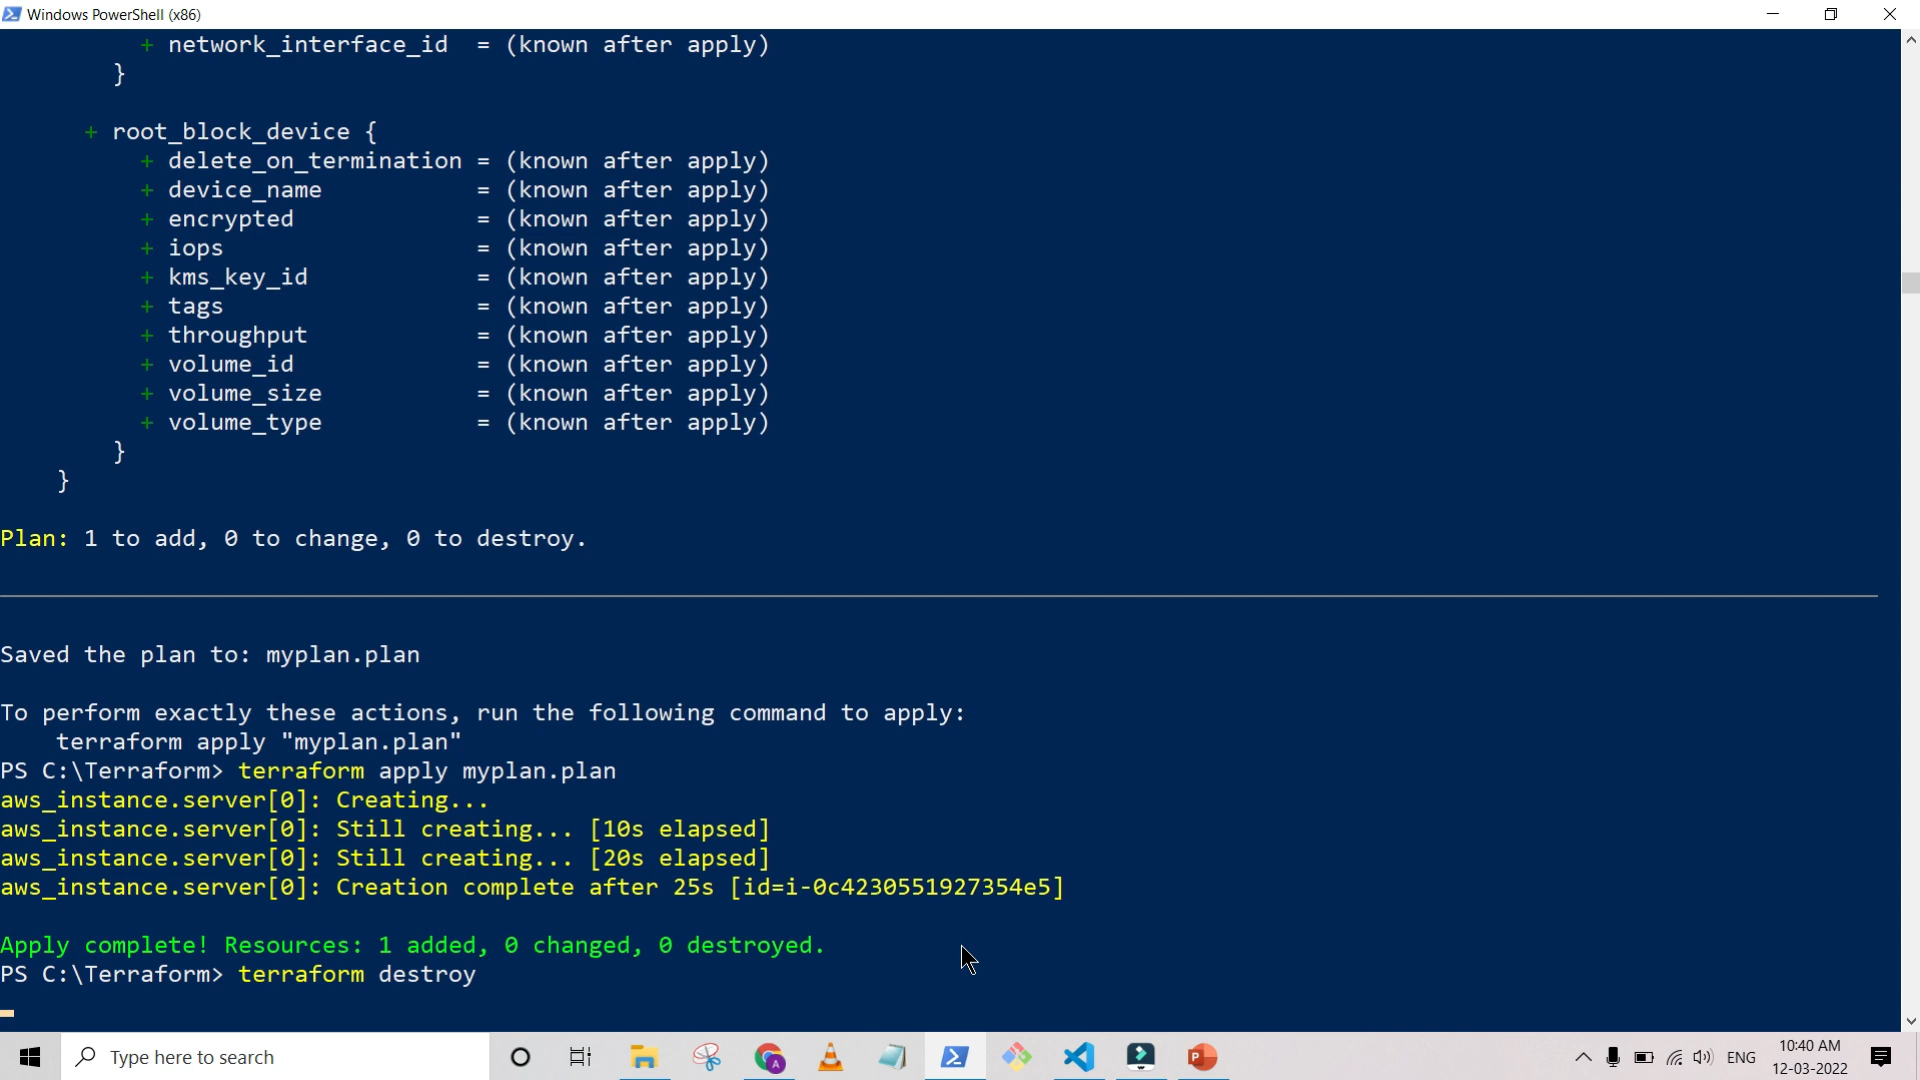 Windows PowerShell (x86)
+ network_interface_id = (known after apply)
}
+ root_block_device {
+ delete_on_termination = (known after apply)
+ device_name = (known after apply)
+ encrypted = (known after apply)
+ iops = (known after apply)
+ kms_key_id = (known after apply)
+ tags = (known after apply)
+ throughput = (known after apply)
+ volume_id = (known after apply)
+ volume_size = (known after apply)
+ volume_type = (known after apply)
}
}
Plan: 1 to add, 0 to change, 0 to destroy.
Saved the plan to: myplan.plan
To perform exactly these actions, run the following command to apply:
terraform apply "myplan.plan"
PS C:\Terraform> terraform apply myplan.plan
aws_instance.server[0]: Creating...
aws_instance.server[0]: Still creating... [10s elapsed]
aws_instance.server[0]: Still creating... [20s elapsed]
aws_instance.server[0]: Creation complete after 25s [id=i-0c4230551927354e5]
Apply complete! Resources: 1 added, 0 changed, 0 destroyed.
PS C:\Terraform> terraform destroy
Type here to search
A
ENG
10:40 AM
12-03-2022